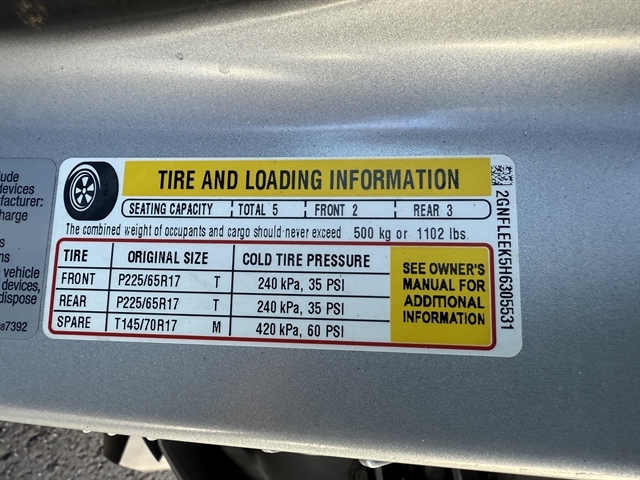 TIRE AND LOADING INFORMATION
SEATING CAPACITY TOTAL 5 FRONT 2 REAR 3
The combined weight of occupants and cargo should never exceed 500 kg or 1102 lbs.
TIRE ORIGINAL SIZE COLD TIRE PRESSURE
FRONT P225/65R17 T 240 kPa, 35 PSI
REAR P225/65R17 T 240 kPa, 35 PSI
SPARE T145/70R17 M 420 kPa, 60 PSI
SEE OWNER'S
MANUAL FOR
ADDITIONAL
INFORMATION
2GNFLEEK5H6305531
devices
harge
vehicle
devices,
dispose
a7392